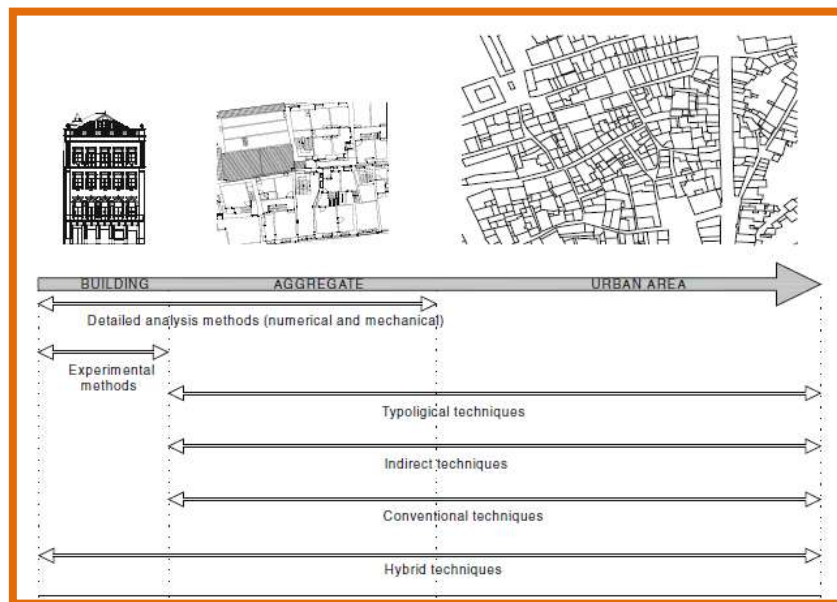 BUILDING AGGREGATE URBAN AREA
Detailed analysis methods (numerical and mechanical)
Experimental
methods
Typoligical techniques
Indirect techniques
Conventional techniques
Hybrid techniques